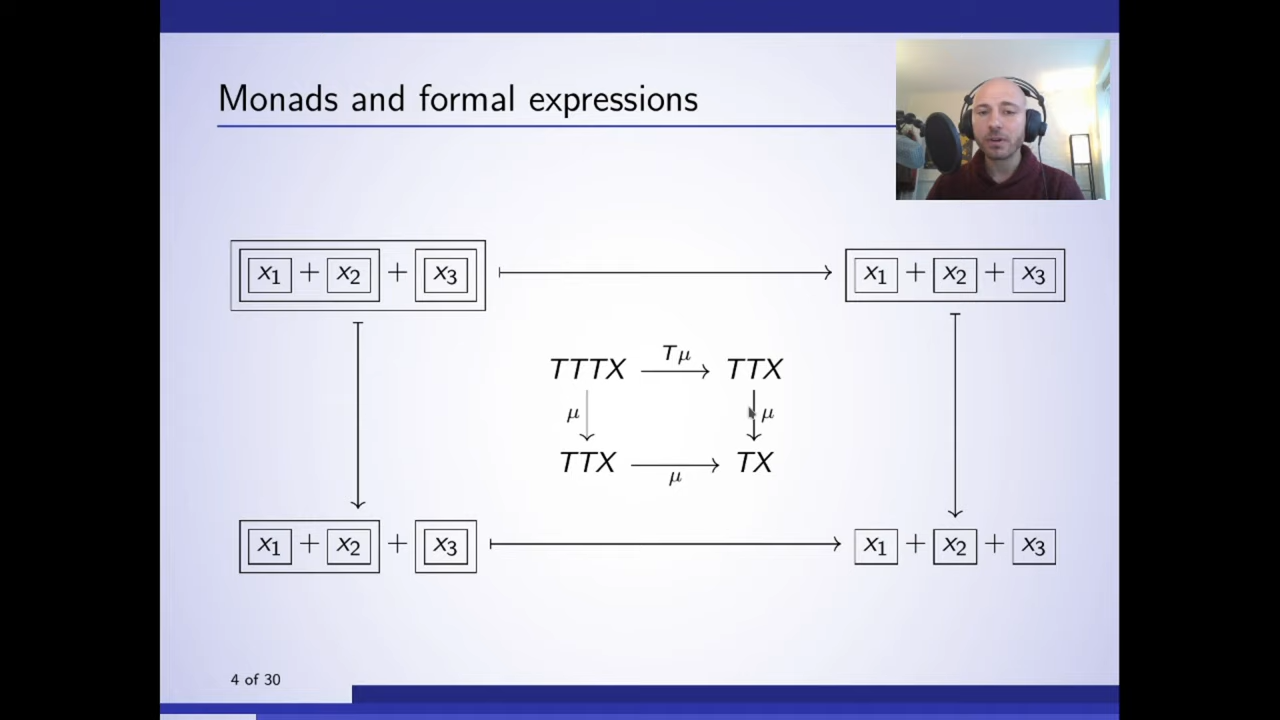 Monads and formal expressions
x₁ + x₂ + x₃
x₁ + x₂ + x₃
TTTX Tμ TTX
μ μ
TTX μ TX
x₁ + x₂ + x₃
x₁ + x₂ + x₃
4 of 30